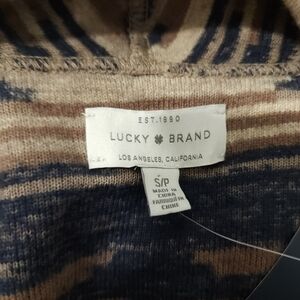 EST. 1990
LUCKY BRAND
LOS ANGELES, CALIFORNIA
S/P
MADE IN
CHINA
FABRIQUÉ EN
CHINE